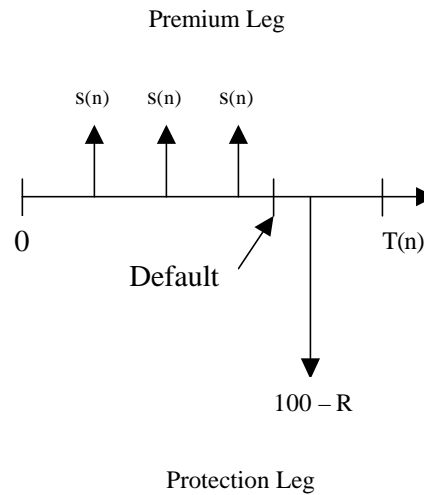 Premium Leg
s(n) s(n) s(n)
0 T(n)
Default
100 – R
Protection Leg